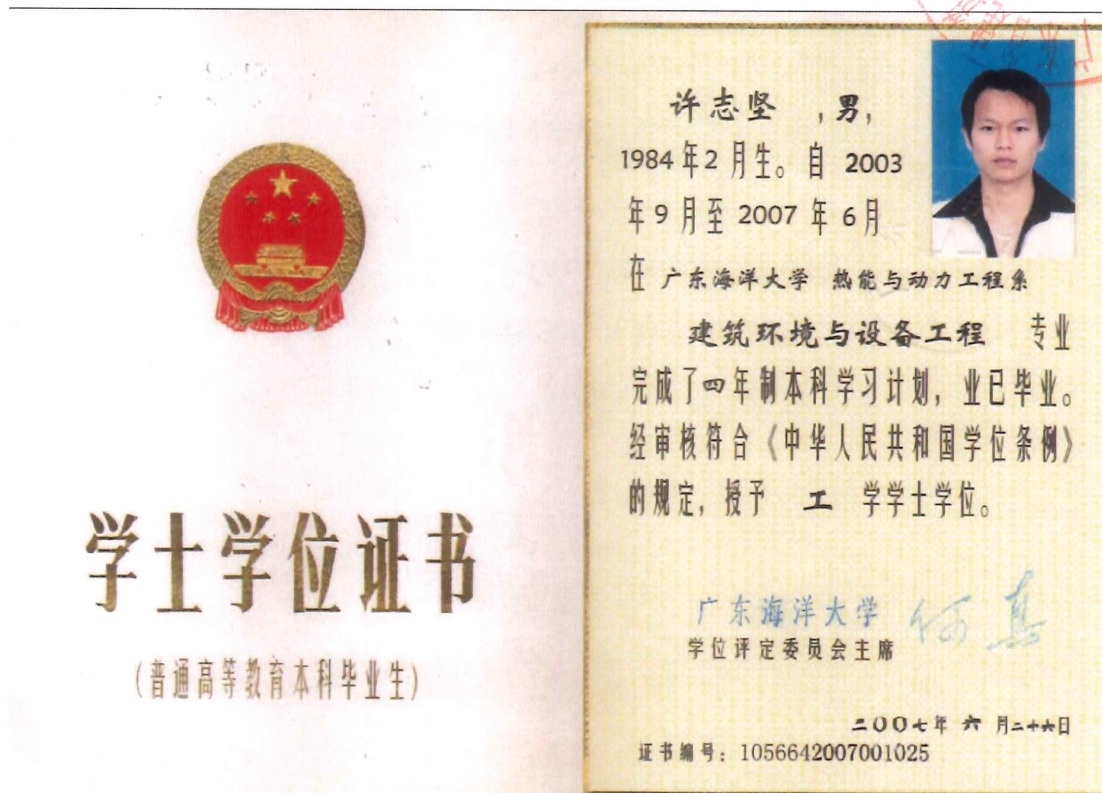 学士学位证书
(普通高等教育本科毕业生)
许志坚 ,男,
1984年2月生。自 2003
年9月至 2007 年6月
在 广东海洋大学 热能与动力工程系
建筑环境与设备工程 专业
完成了四年制本科学习计划, 业已毕业。
经审核符合《中华人民共和国学位条例》
的规定, 授予 工 学学士学位。
广东海洋大学 何真
学位评定委员会主席
二〇〇七年 六 月二十六日
证书编号: 1056642007001025